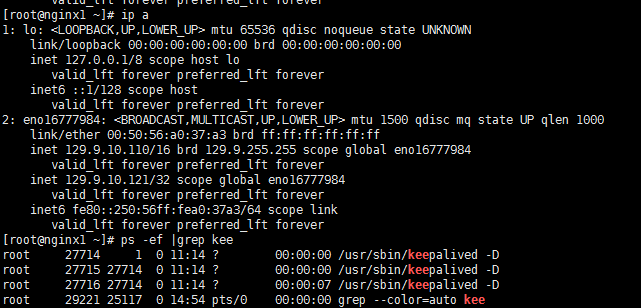 valid_lft forever preferred_lft forever
[root@nginx1 ~]# ip a
1: lo: <LOOPBACK,UP,LOWER_UP> mtu 65536 qdisc noqueue state UNKNOWN
    link/loopback 00:00:00:00:00:00 brd 00:00:00:00:00:00
    inet 127.0.0.1/8 scope host lo
       valid_lft forever preferred_lft forever
    inet6 ::1/128 scope host
       valid_lft forever preferred_lft forever
2: eno16777984: <BROADCAST,MULTICAST,UP,LOWER_UP> mtu 1500 qdisc mq state UP qlen 1000
    link/ether 00:50:56:a0:37:a3 brd ff:ff:ff:ff:ff:ff
    inet 129.9.10.110/16 brd 129.9.255.255 scope global eno16777984
       valid_lft forever preferred_lft forever
    inet 129.9.10.121/32 scope global eno16777984
       valid_lft forever preferred_lft forever
    inet6 fe80::250:56ff:fea0:37a3/64 scope link
       valid_lft forever preferred_lft forever
[root@nginx1 ~]# ps -ef |grep kee
root     27714     1  0 11:14 ?        00:00:00 /usr/sbin/keepalived -D
root     27715 27714  0 11:14 ?        00:00:00 /usr/sbin/keepalived -D
root     27716 27714  0 11:14 ?        00:00:07 /usr/sbin/keepalived -D
root     29221 25117  0 14:54 pts/0    00:00:00 grep --color=auto kee